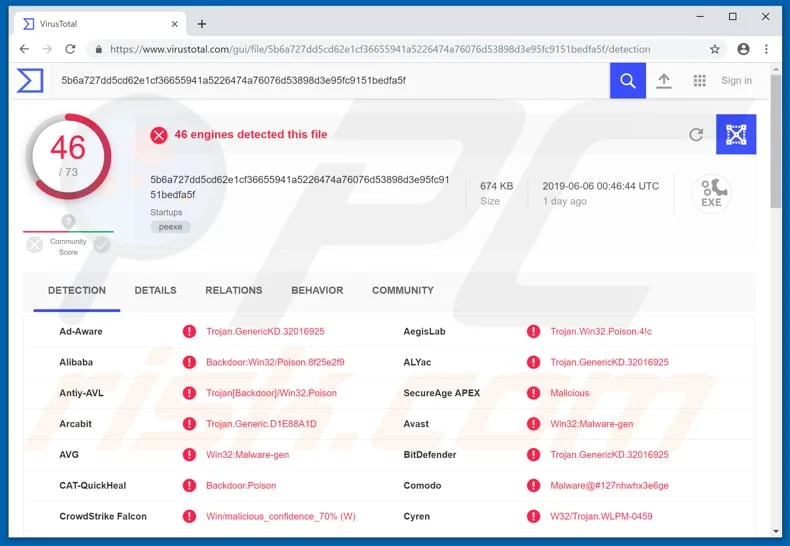 VirusTotal
https://www.virustotal.com/gui/file/5b6a727dd5cd62e1cf36655941a5226474a76076d53898d3e95fc9151bedfa5f/detection
5b6a727dd5cd62e1cf36655941a5226474a76076d53898d3e95fc9151bedfa5f
Sign in
46
/ 73
46 engines detected this file
5b6a727dd5cd62e1cf36655941a5226474a76076d53898d3e95fc91
51bedfa5f
Startups
peexe
674 KB
Size
2019-06-06 00:46:44 UTC
1 day ago
EXE
?
Community
Score
DETECTION DETAILS RELATIONS BEHAVIOR COMMUNITY
Ad-Aware Trojan.GenericKD.32016925 AegisLab Trojan.Win32.Poison.4!c
Alibaba Backdoor:Win32/Poison.8f25e2f9 ALYac Trojan.GenericKD.32016925
Antiy-AVL Trojan[Backdoor]/Win32.Poison SecureAge APEX Malicious
Arcabit Trojan.Generic.D1E88A1D Avast Win32:Malware-gen
AVG Win32:Malware-gen BitDefender Trojan.GenericKD.32016925
CAT-QuickHeal Backdoor.Poison Comodo Malware@#127nhwhx3e6ge
CrowdStrike Falcon Win/malicious_confidence_70% (W) Cyren W32/Trojan.WLPM-0459
PC
risk.com